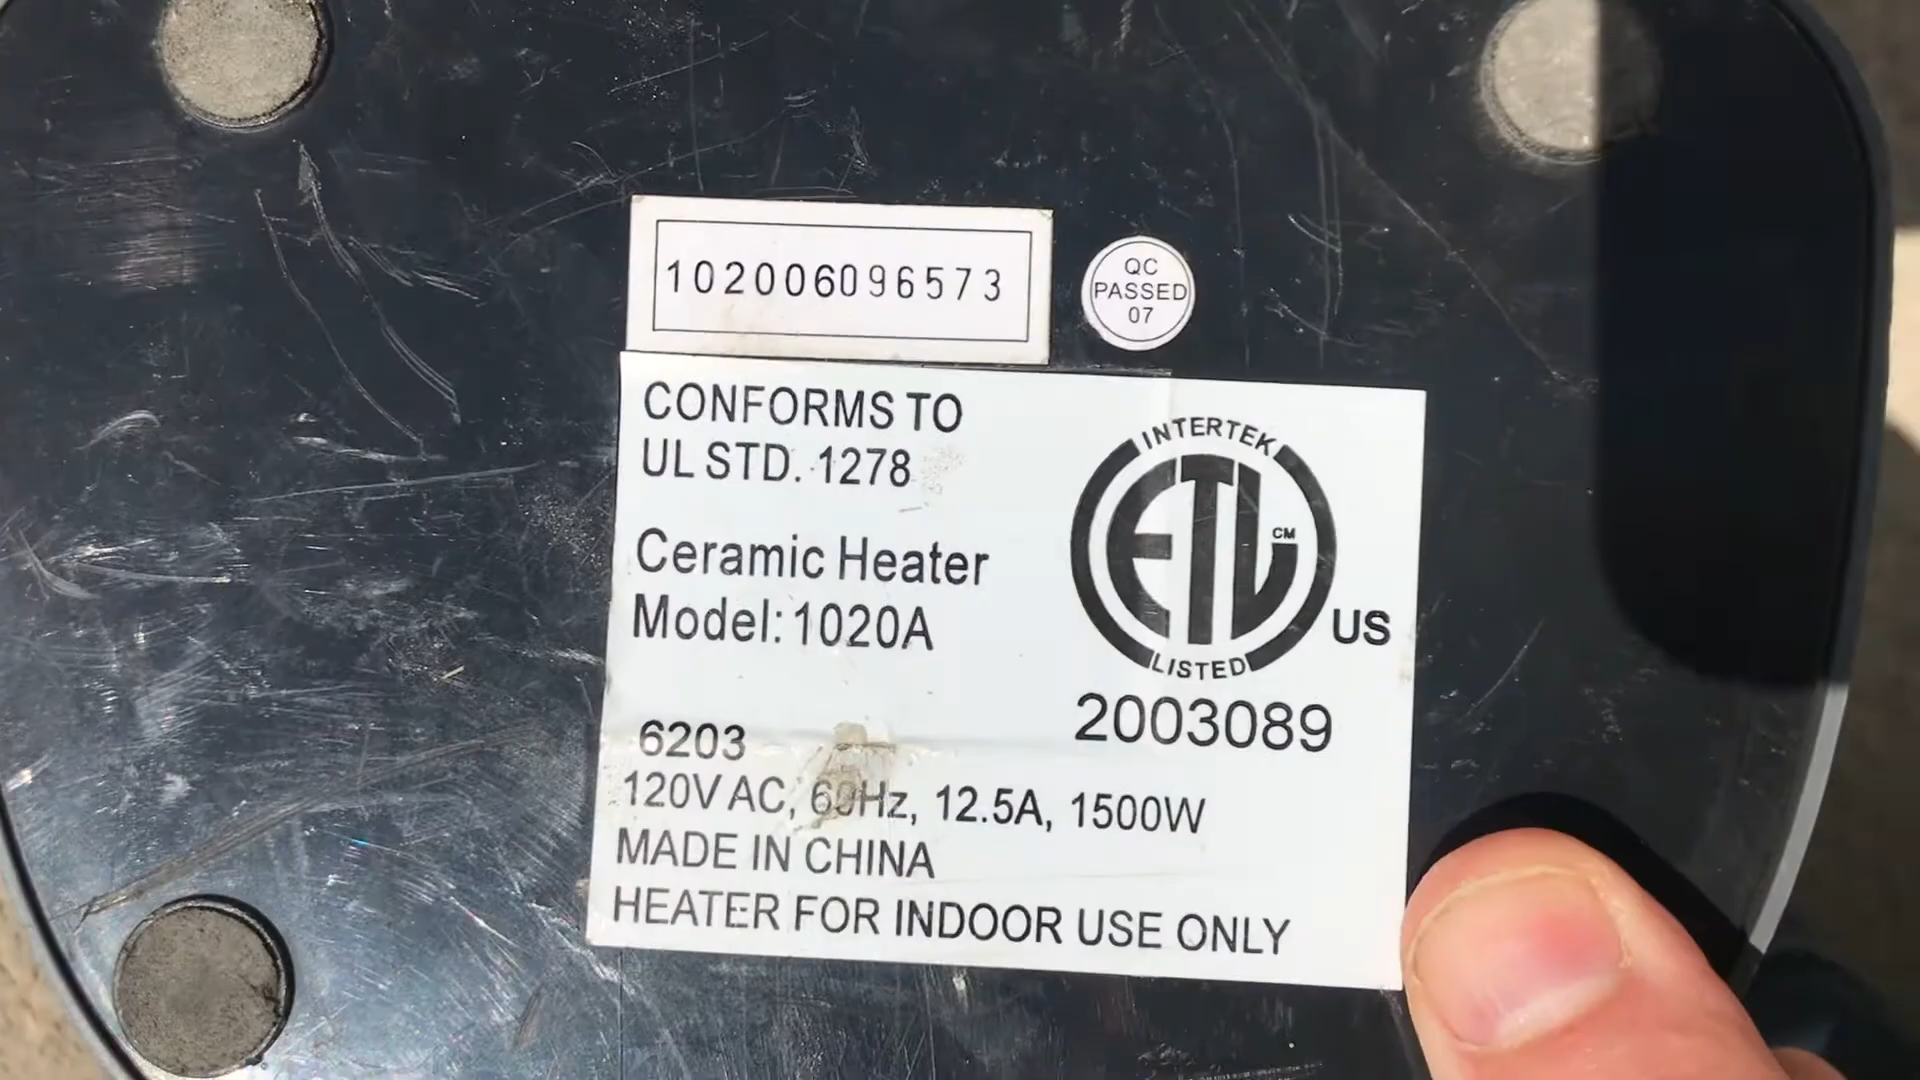 102006096573
QC
PASSED
07
CONFORMS TO
UL STD. 1278
Ceramic Heater
Model: 1020A
INTERTEK
ETL CM
LISTED
US
2003089
6203
120V AC, 60Hz, 12.5A, 1500W
MADE IN CHINA
HEATER FOR INDOOR USE ONLY